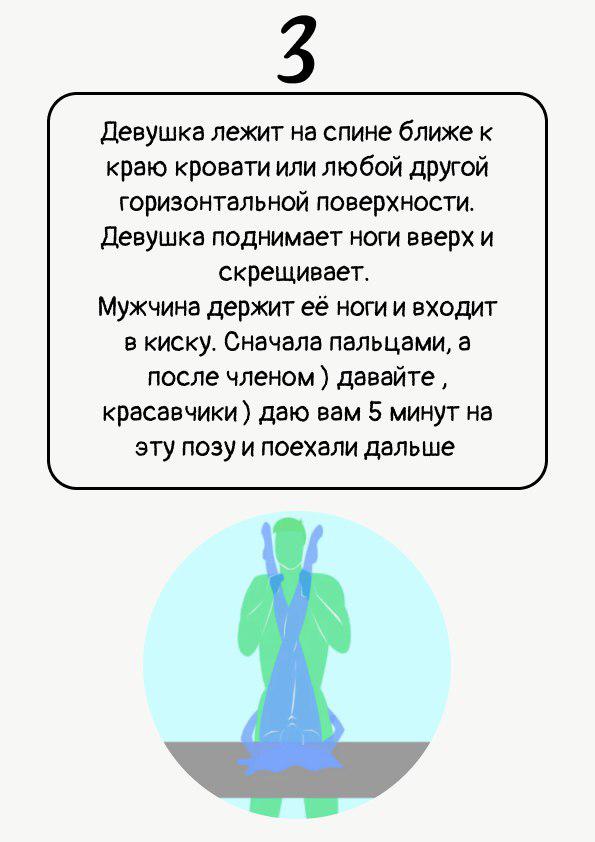 3
Девушка лежит на спине ближе к
краю кровати или любой другой
горизонтальной поверхности.
Девушка поднимает ноги вверх и
скрещивает.
Мужчина держит её ноги и входит
в киску. Сначала пальцами, а
после членом ) давайте ,
красавчики ) даю вам 5 минут на
эту позу и поехали дальше